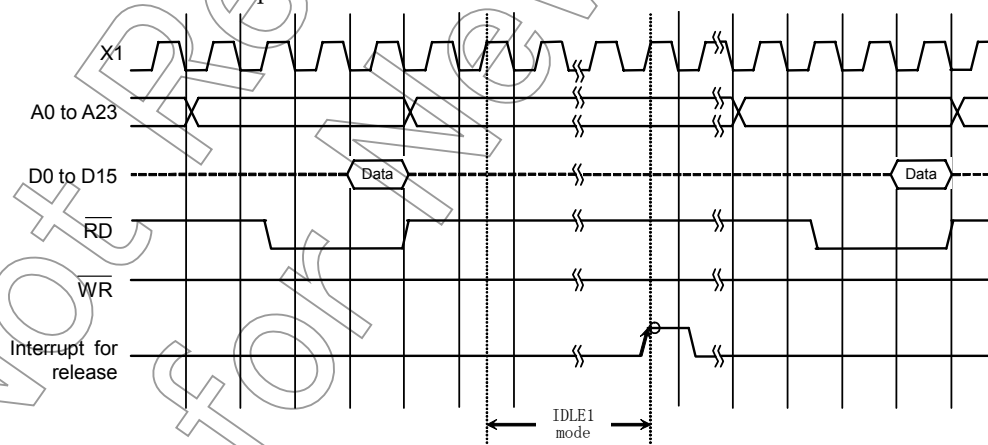 X1
A0 to A23
D0 to D15
Data
Data
RD
WR
Interrupt for
release
IDLE1
mode